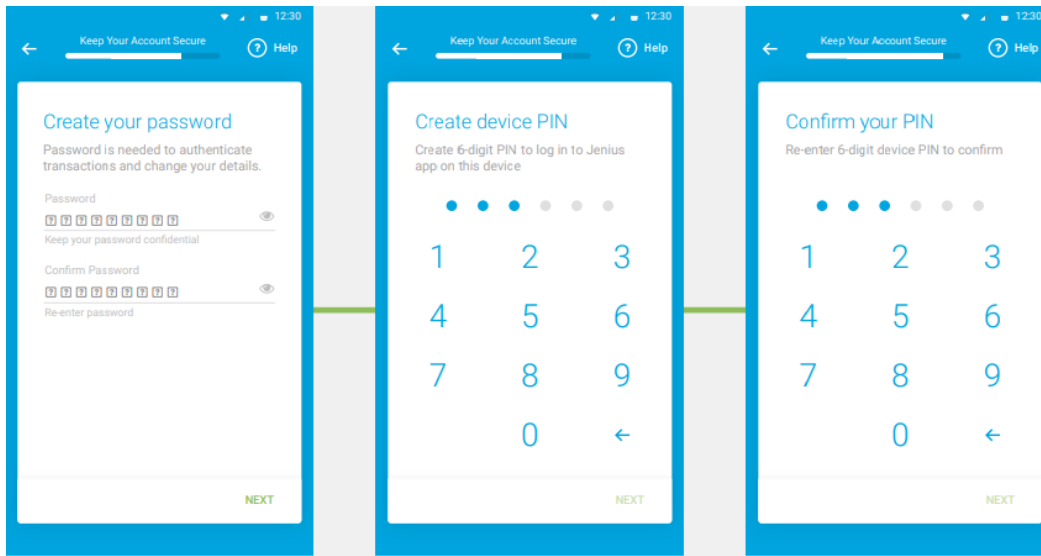 12:30
Keep Your Account Secure
? Help
Create your password
Password is needed to authenticate
transactions and change your details.
Password
? ? ? ? ? ? ? ? ?
Keep your password confidential
Confirm Password
? ? ? ? ? ? ? ? ?
Re-enter password
NEXT
12:30
Keep Your Account Secure
? Help
Create device PIN
Create 6-digit PIN to log in to Jenius
app on this device
1 2 3
4 5 6
7 8 9
0 ←
NEXT
12:30
Keep Your Account Secure
? Help
Confirm your PIN
Re-enter 6-digit device PIN to confirm
1 2 3
4 5 6
7 8 9
0 ←
NEXT